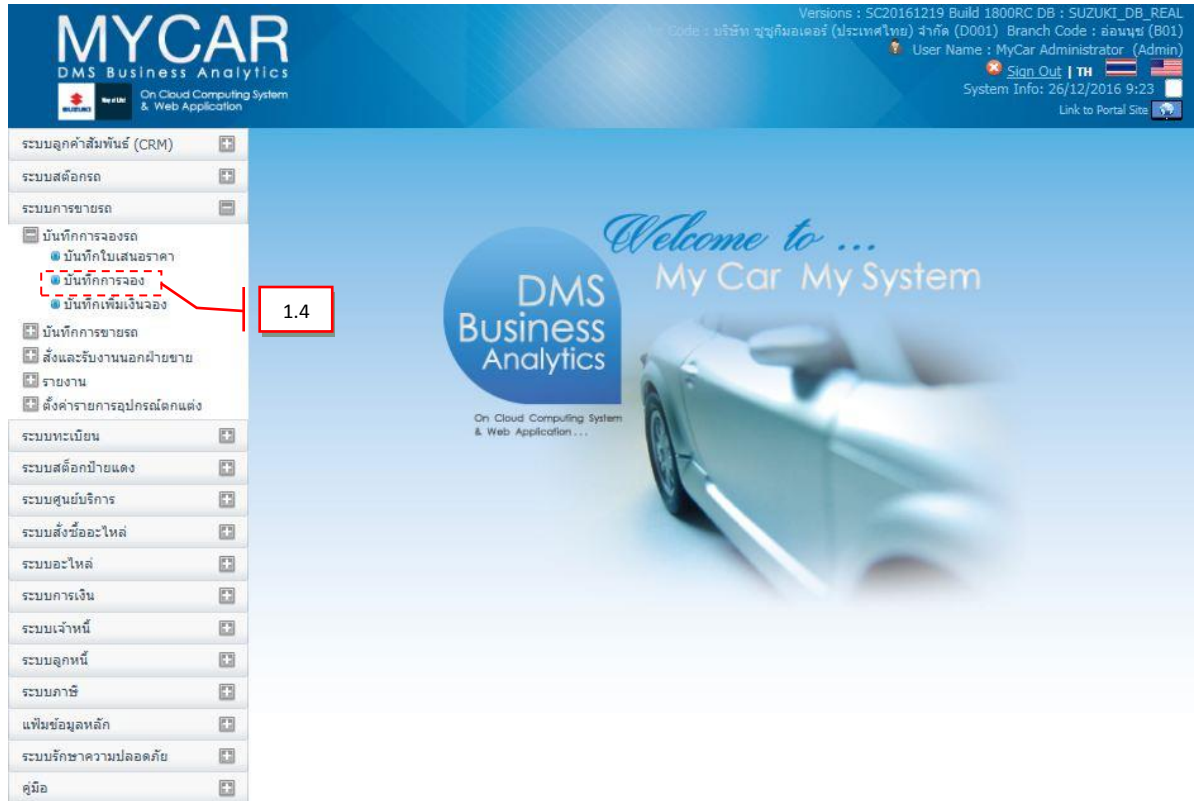 MYCAR
DMS Business Analytics
SUZUKI
Way of Life!
On Cloud Computing System
& Web Application
Versions : SC20161219 Build 1800RC DB : SUZUKI_DB_REAL
Code : บริษัท ซูซูกิมอเตอร์ (ประเทศไทย) จำกัด (D001) Branch Code : อ่อนนุช (B01)
User Name : MyCar Administrator (Admin)
Sign Out | TH
System Info: 26/12/2016 9:23
Link to Portal Site
ระบบลูกค้าสัมพันธ์ (CRM)
ระบบสต๊อกรถ
ระบบการขายรถ
บันทึกการจองรถ
บันทึกใบเสนอราคา
บันทึกการจอง
บันทึกเพิ่มเงินจอง
1.4
บันทึกการขายรถ
สั่งและรับงานนอกฝ่ายขาย
รายงาน
ตั้งค่ารายการอุปกรณ์ตกแต่ง
ระบบทะเบียน
ระบบสต็อกป้ายแดง
ระบบศูนย์บริการ
ระบบสั่งซื้ออะไหล่
ระบบอะไหล่
ระบบการเงิน
ระบบเจ้าหนี้
ระบบลูกหนี้
ระบบภาษี
แฟ้มข้อมูลหลัก
ระบบรักษาความปลอดภัย
คู่มือ
Welcome to ...
My Car My System
DMS
Business
Analytics
On Cloud Computing System
& Web Application . . .